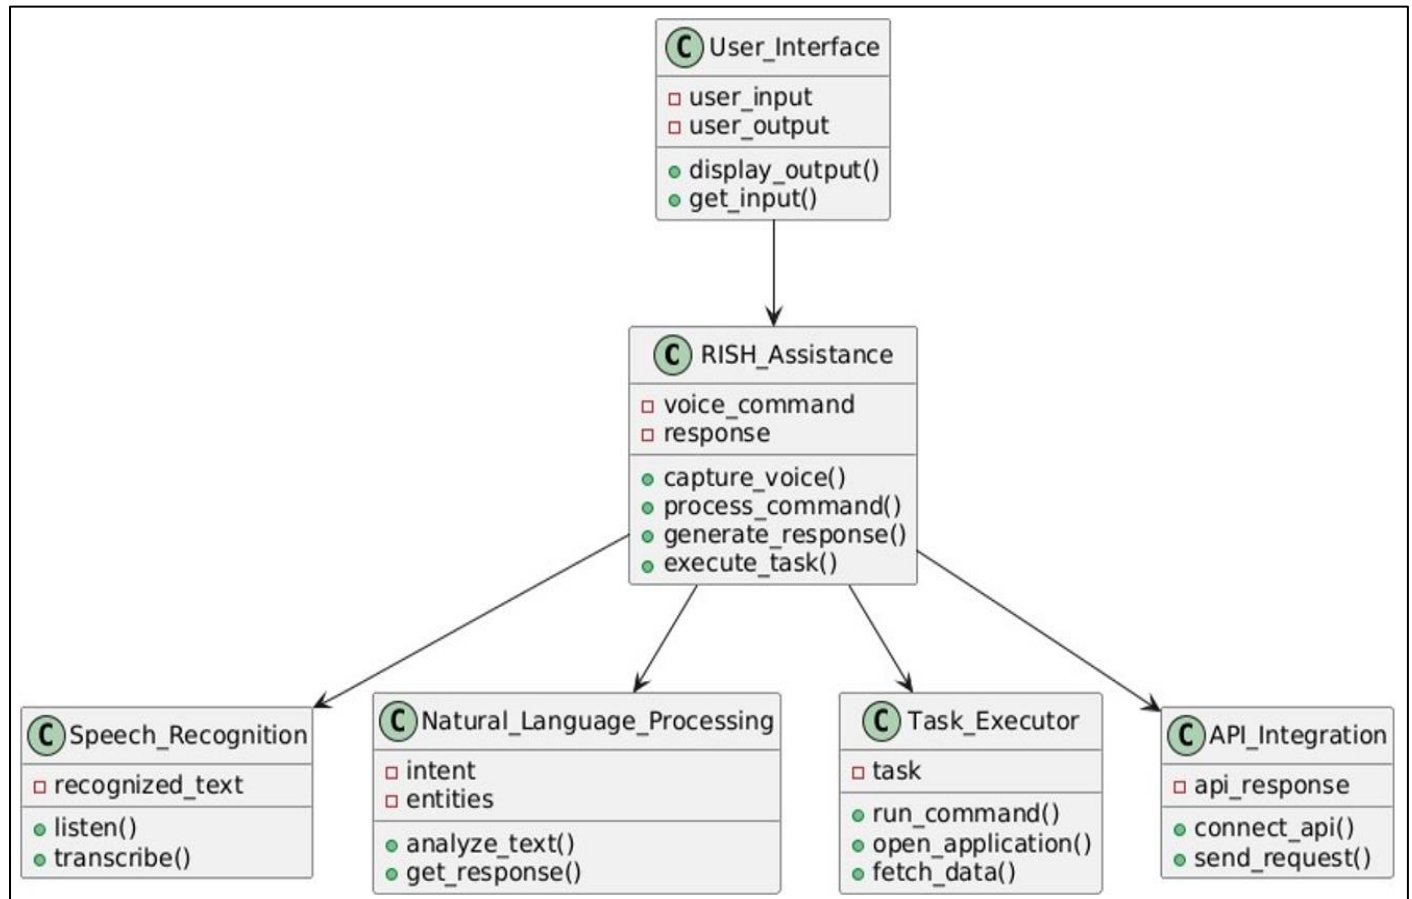 C User_Interface
user_input
user_output
display_output()
get_input()
C RISH_Assistance
voice_command
response
capture_voice()
process_command()
generate_response()
execute_task()
C Speech_Recognition
recognized_text
listen()
transcribe()
C Natural_Language_Processing
intent
entities
analyze_text()
get_response()
C Task_Executor
task
run_command()
open_application()
fetch_data()
C API_Integration
api_response
connect_api()
send_request()